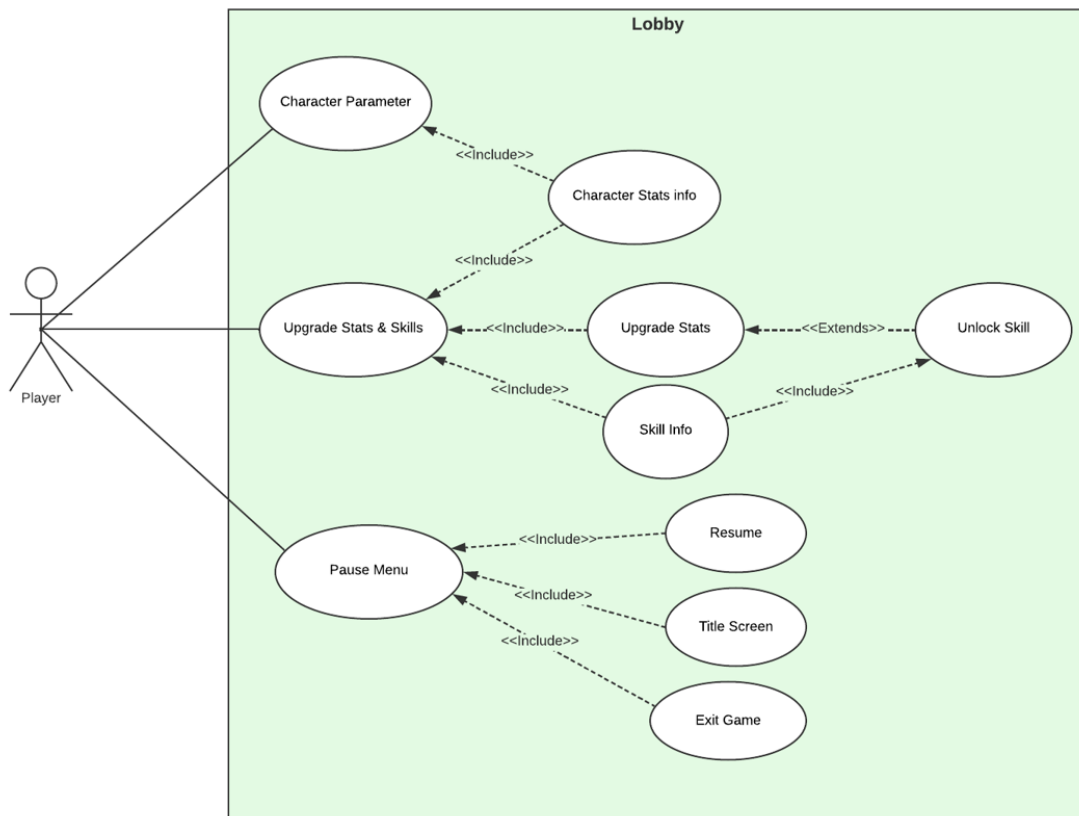 Lobby
Character Parameter
<<Include>>
Character Stats info
<<Include>>
Upgrade Stats & Skills
<<Include>>
Upgrade Stats
<<Extends>>
Unlock Skill
<<Include>>
<<Include>>
Player
Skill Info
Resume
<<Include>>
Pause Menu
<<Include>>
Title Screen
<<Include>>
Exit Game